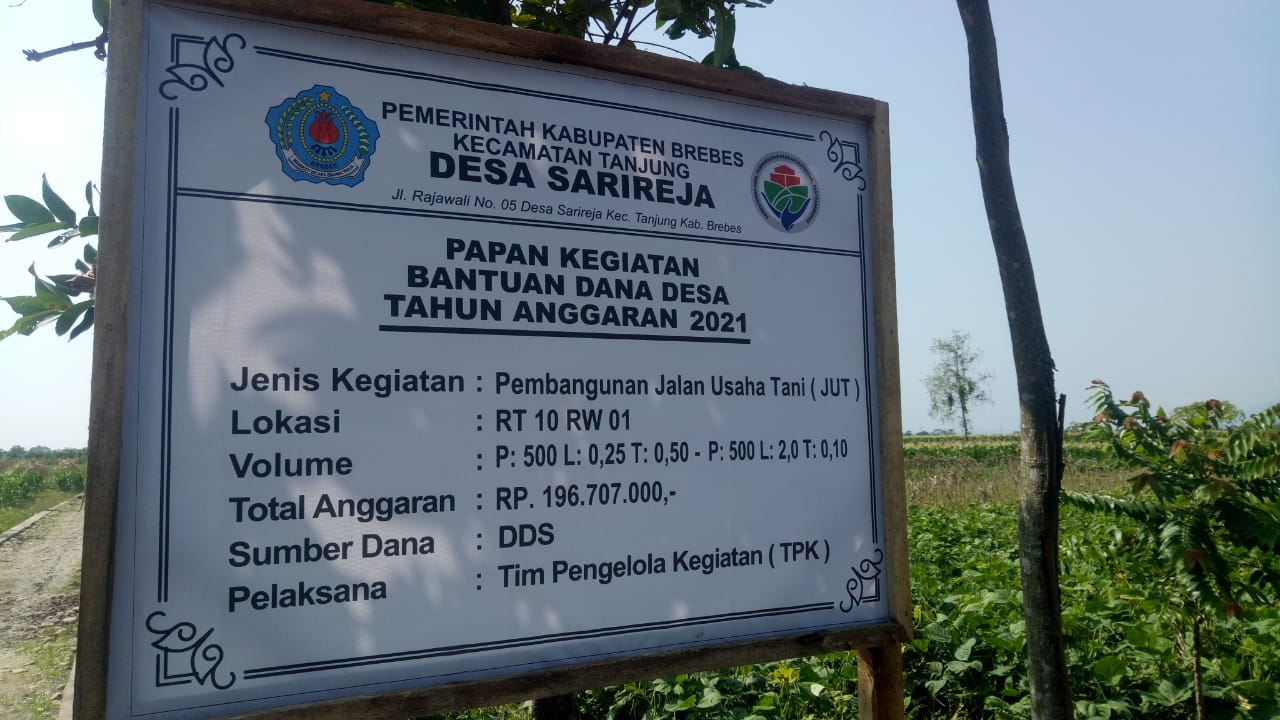 PEMERINTAH KABUPATEN BREBES
KECAMATAN TANJUNG
DESA SARIREJA
Jl. Rajawali No. 05 Desa Sarireja Kec. Tanjung Kab. Brebes
BREBES
PAPAN KEGIATAN
BANTUAN DANA DESA
TAHUN ANGGARAN 2021
Jenis Kegiatan : Pembangunan Jalan Usaha Tani ( JUT )
Lokasi : RT 10 RW 01
Volume : P: 500 L: 0,25 T: 0,50 - P: 500 L: 2,0 T: 0,10
Total Anggaran : RP. 196.707.000,-
Sumber Dana : DDS
Pelaksana : Tim Pengelola Kegiatan ( TPK )